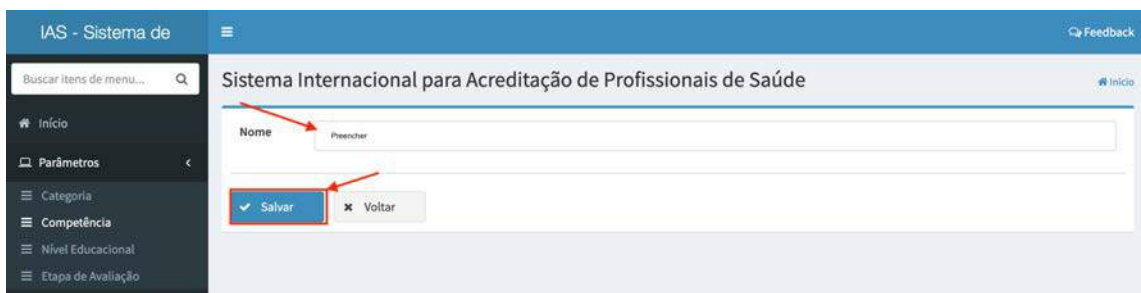 IAS - Sistema de
Feedback
Buscar itens de menu...
Sistema Internacional para Acreditação de Profissionais de Saúde
Início
Início
Nome
Preencher
Parâmetros
Categoria
Salvar
Voltar
Competência
Nível Educacional
Etapa de Avaliação